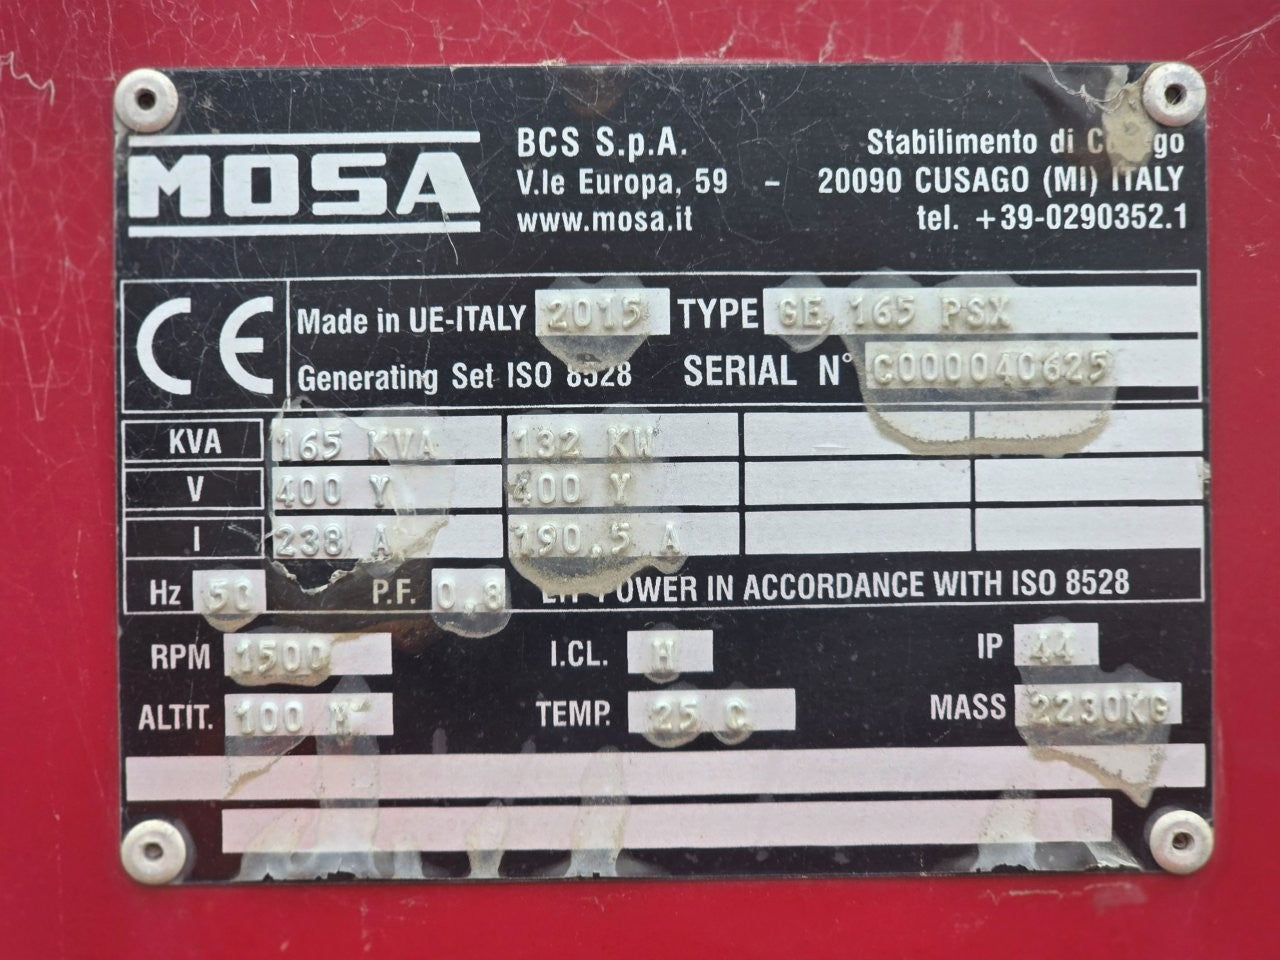 MOSA
BCS S.p.A.
V.le Europa, 59 - 20090 CUSAGO (MI) ITALY
www.mosa.it
Stabilimento di
tel. +39-0290352.1
CE
Made in UE-ITALY 2015 TYPE GE 165 PSX
Generating Set ISO 8528 SERIAL N° C000040625
KVA 165 KVA 132 KW
V 400 Y 400 Y
I 238 A 190,5 A
Hz 50 P.F. 0,8 POWER IN ACCORDANCE WITH ISO 8528
RPM 1500 I.CL. H IP 44
ALTIT. 100 M TEMP. 25 C MASS 2230KG